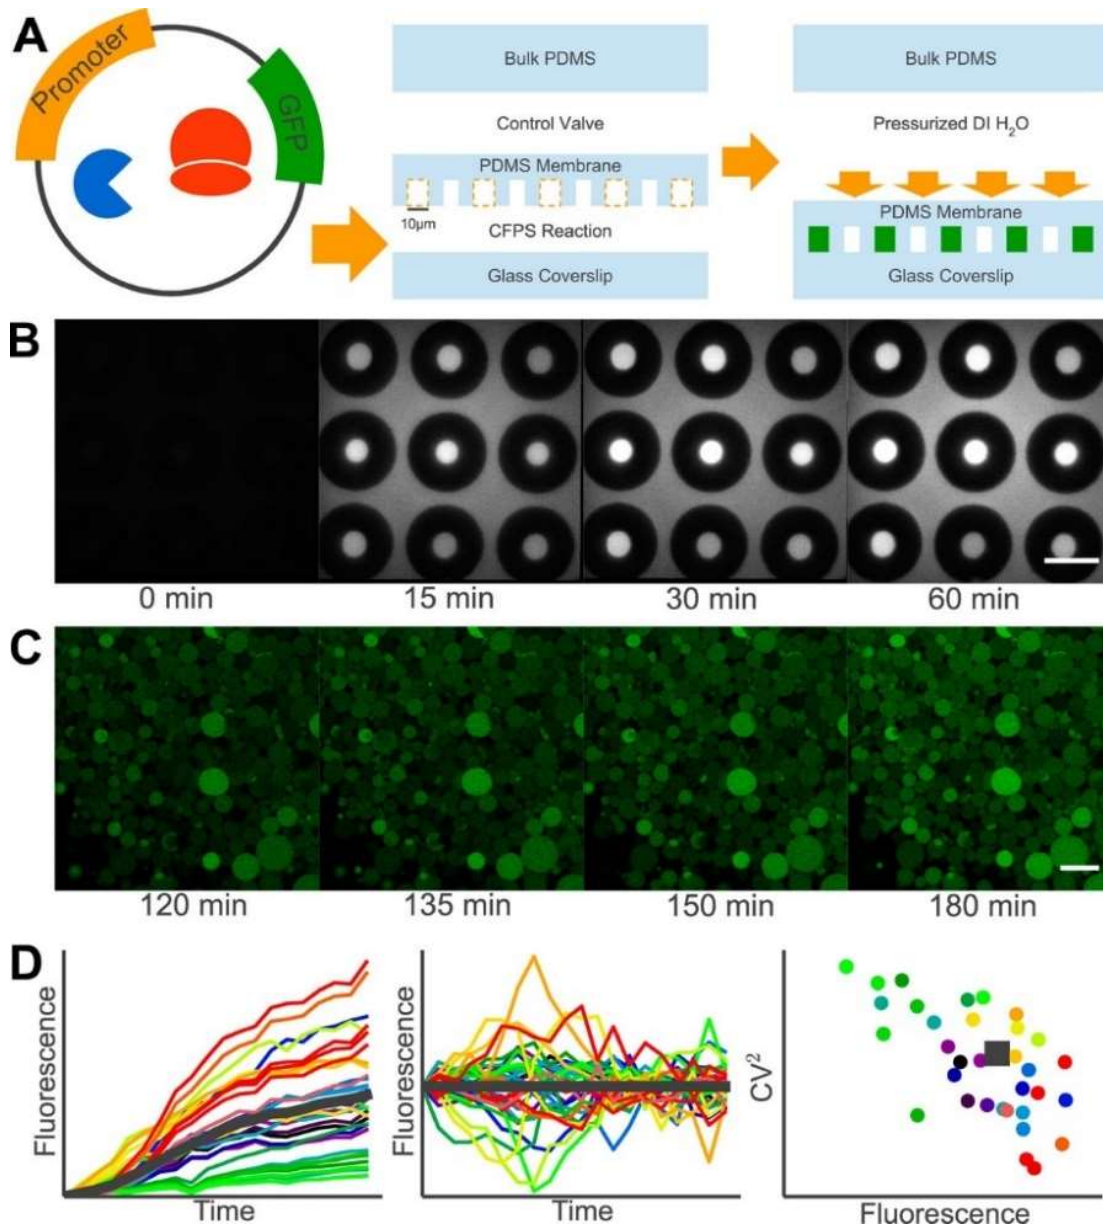 A
Promoter
GFP
Bulk PDMS
Control Valve
PDMS Membrane
10µm
CFPS Reaction
Glass Coverslip
Bulk PDMS
Pressurized DI H₂O
PDMS Membrane
Glass Coverslip
B
0 min
15 min
30 min
60 min
C
120 min
135 min
150 min
180 min
D
Fluorescence
Time
Fluorescence
Time
CV²
Fluorescence